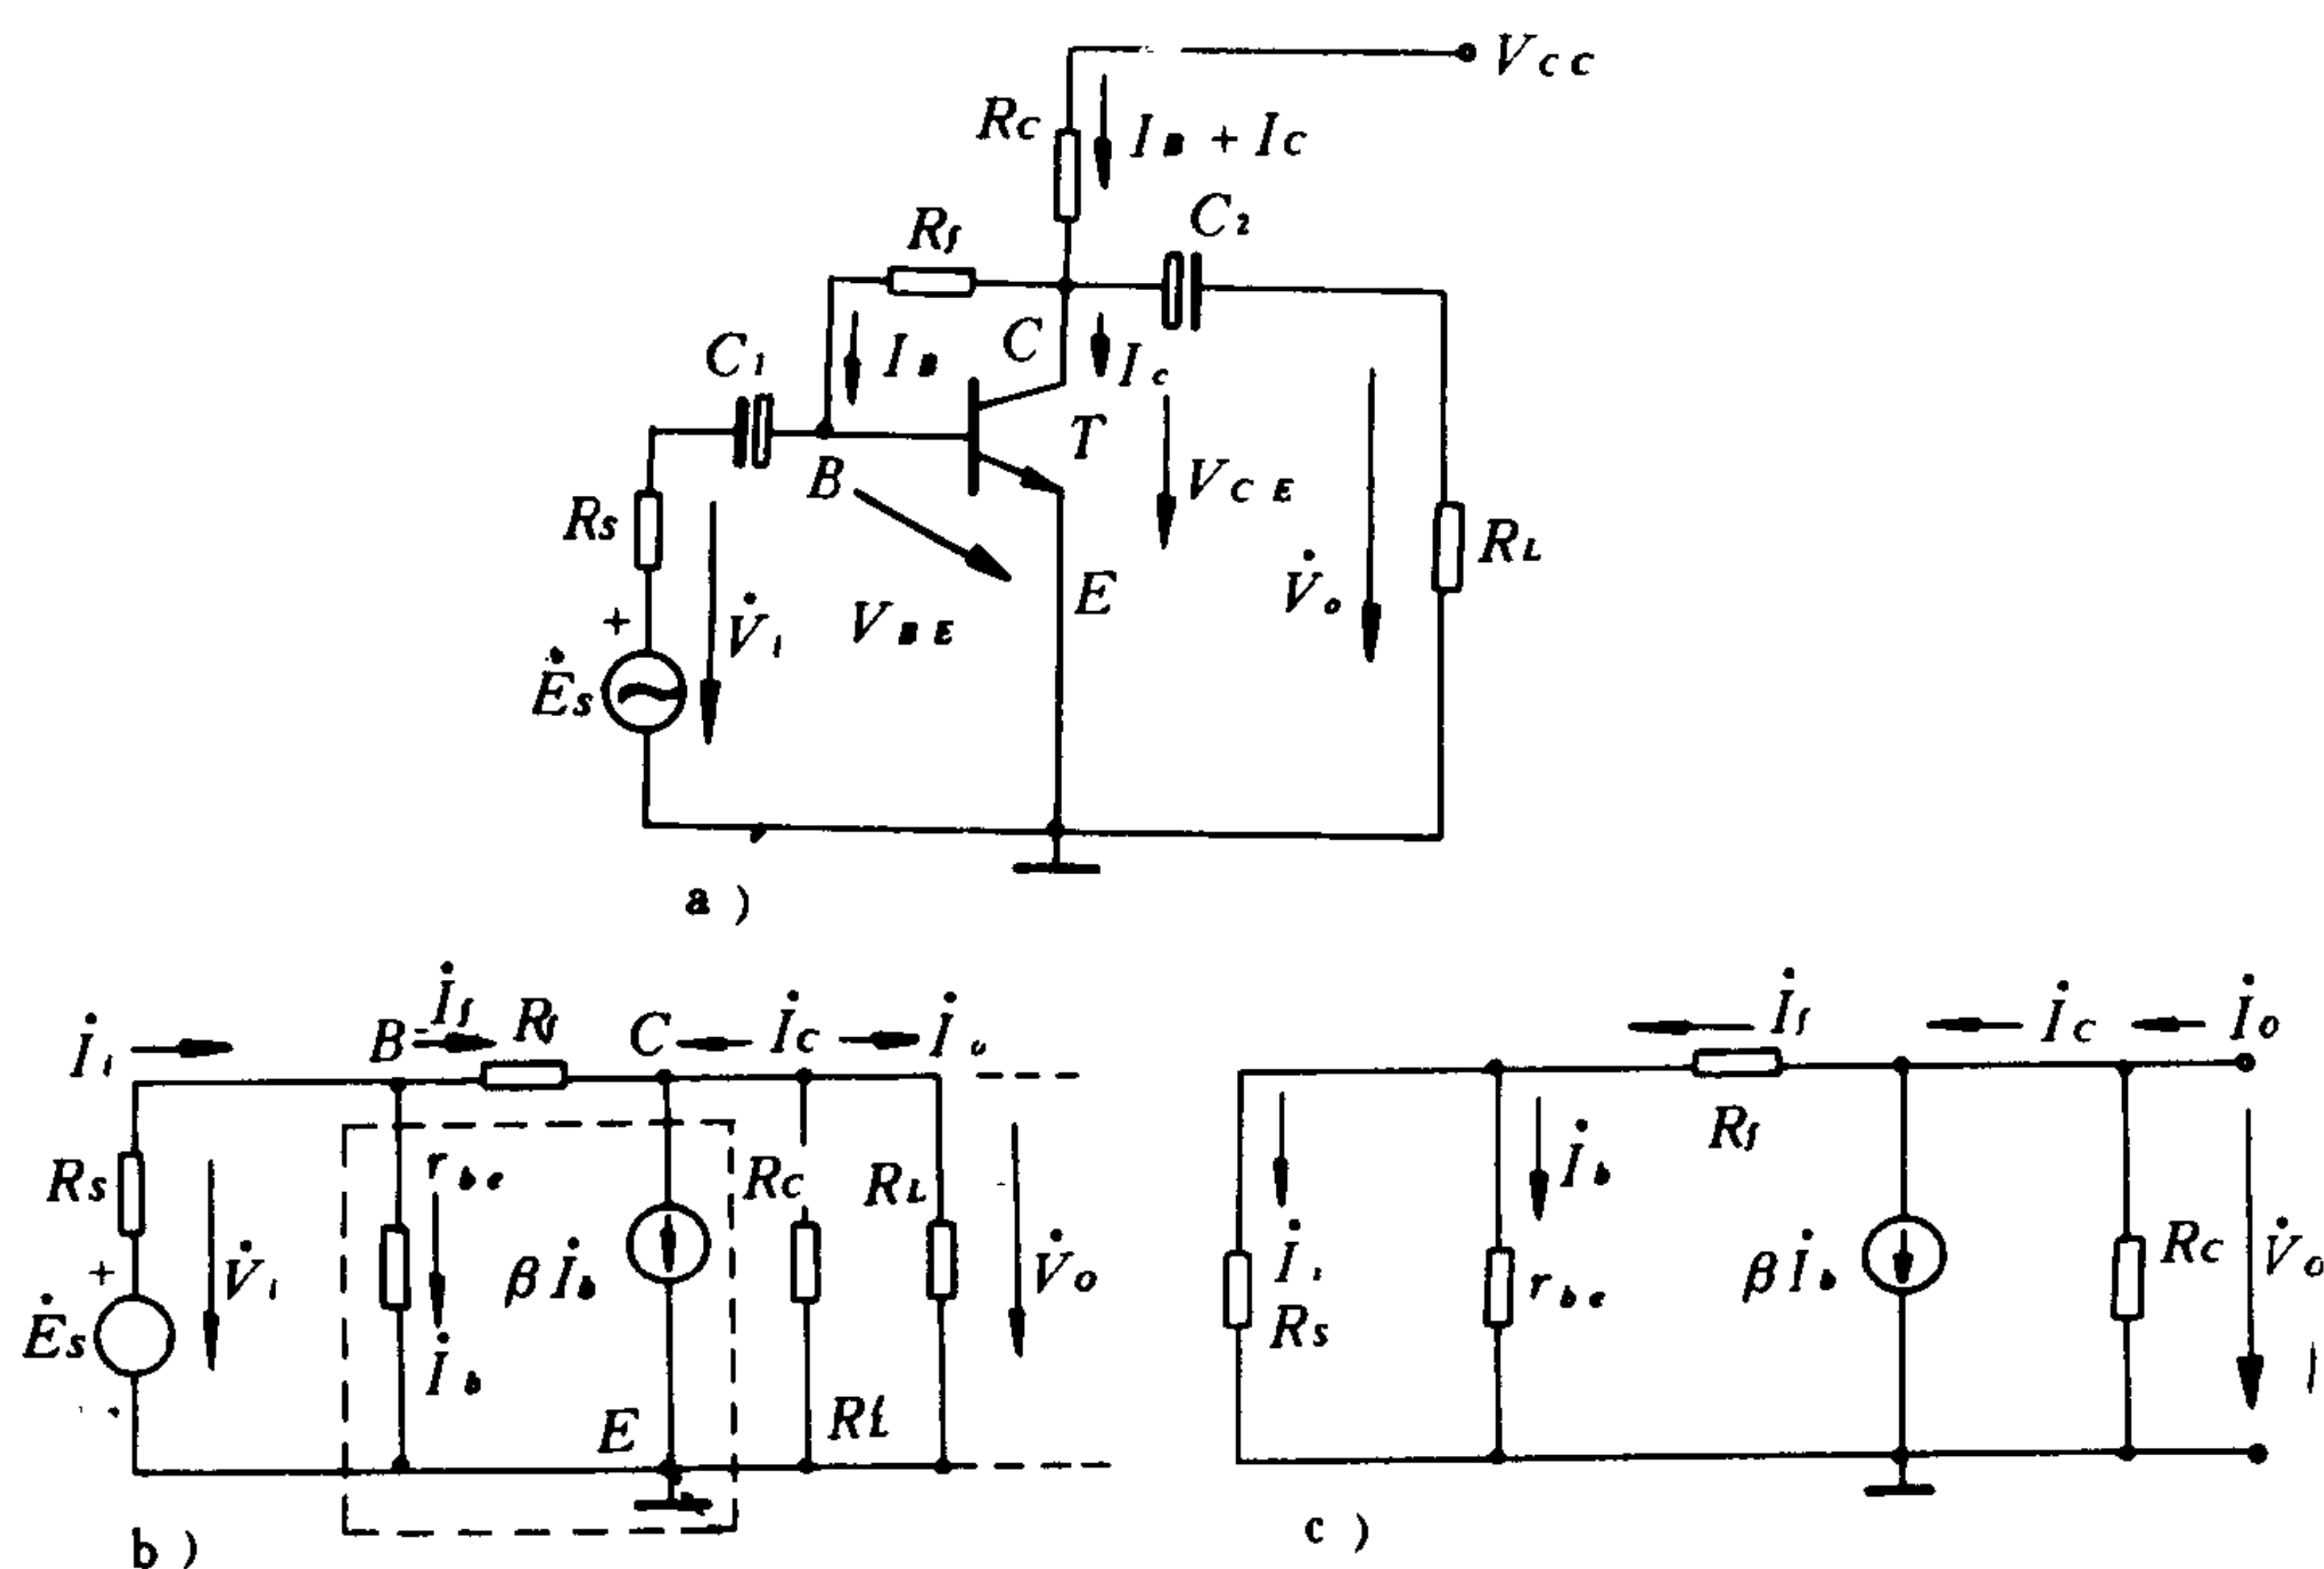 VCC
RC
IB + IC
C2
Rf
C
C1
IB
IC
T
B
VCE
RS
RL
E
V̇o
+
V̇i
VBE
ĖS
a )
İi
B
İf
Rf
C
İC
İo
rbe
RS
RC
RL
+
V̇i
βİb
V̇O
ĖS
İb
E
b )
İf
İC
İO
Rf
İb
İi
RS
rbe
βİb
RC
V̇O
c )